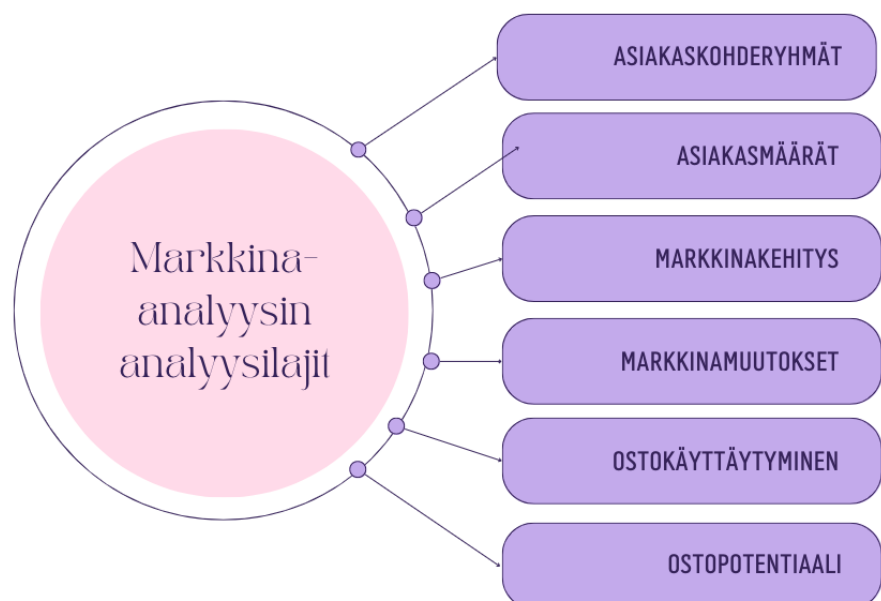 Markkina-
analyysin
analyysilajit
ASIAKASKOHDERYHMÄT
ASIAKASMÄÄRÄT
MARKKINAKEHITYS
MARKKINAMUUTOKSET
OSTOKÄYTTÄYTYMINEN
OSTOPOTENTIAALI